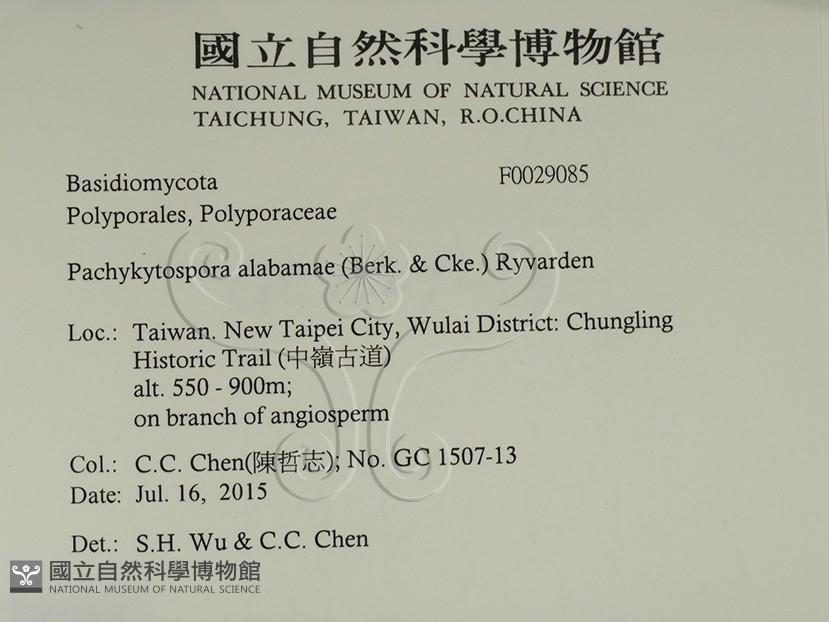 國立自然科學博物館
NATIONAL MUSEUM OF NATURAL SCIENCE
TAICHUNG, TAIWAN, R.O.CHINA
Basidiomycota F0029085
Polyporales, Polyporaceae
Pachykytospora alabamae (Berk. & Cke.) Ryvarden
Loc.: Taiwan. New Taipei City, Wulai District: Chungling
Historic Trail (中嶺古道)
alt. 550 - 900m;
on branch of angiosperm
Col.: C.C. Chen(陳哲志); No. GC 1507-13
Date: Jul. 16, 2015
Det.: S.H. Wu & C.C. Chen
國立自然科學博物館
NATIONAL MUSEUM OF NATURAL SCIENCE